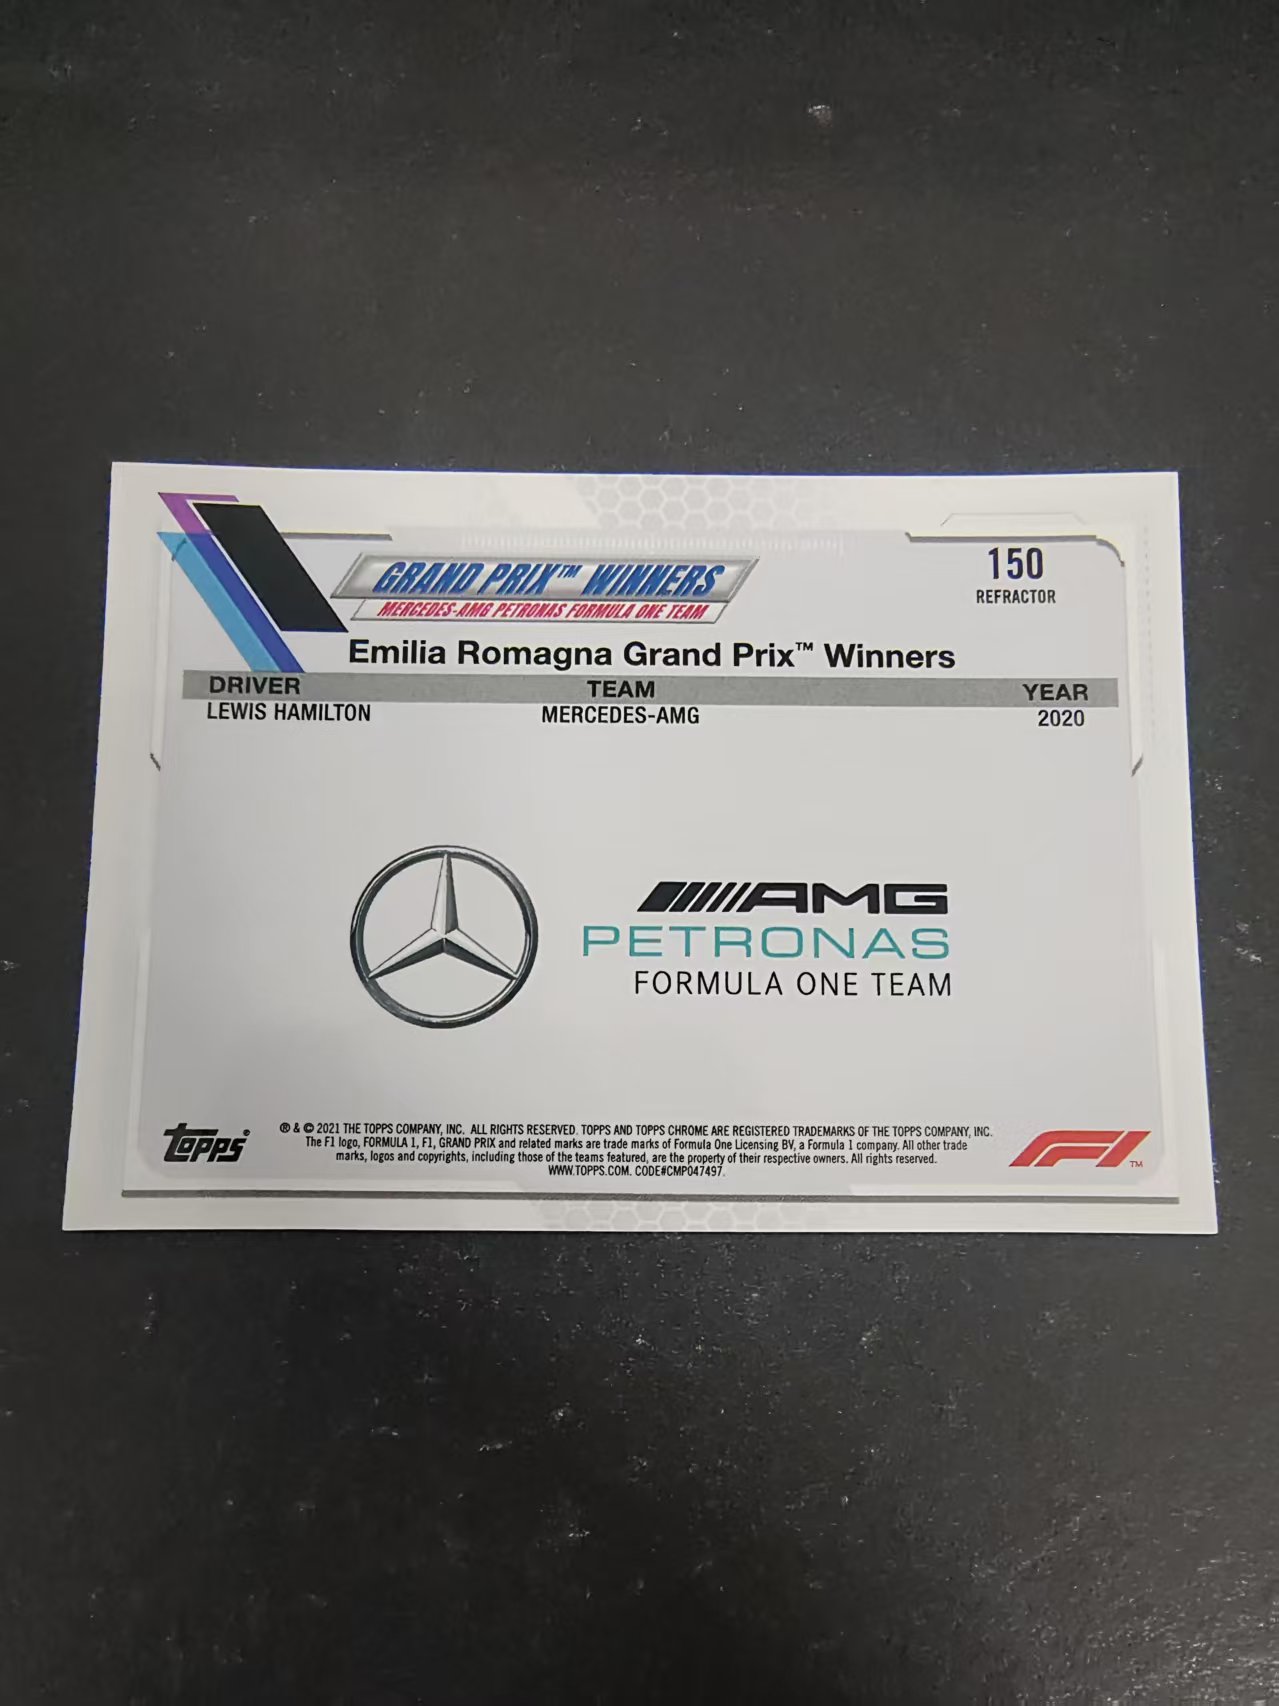 GRAND PRIX™ WINNERS
MERCEDES-AMG PETRONAS FORMULA ONE TEAM
150
REFRACTOR
Emilia Romagna Grand Prix™ Winners
DRIVER TEAM YEAR
LEWIS HAMILTON MERCEDES-AMG 2020
AMG
PETRONAS
FORMULA ONE TEAM
Topps®
® & © 2021 THE TOPPS COMPANY, INC. ALL RIGHTS RESERVED. TOPPS AND TOPPS CHROME ARE REGISTERED TRADEMARKS OF THE TOPPS COMPANY, INC.
The F1 logo, FORMULA 1, F1, GRAND PRIX and related marks are trade marks of Formula One Licensing BV, a Formula 1 company. All other trade
marks, logos and copyrights, including those of the teams featured, are the property of their respective owners. All rights reserved.
WWW.TOPPS.COM. CODE#CMP047497.
F1™